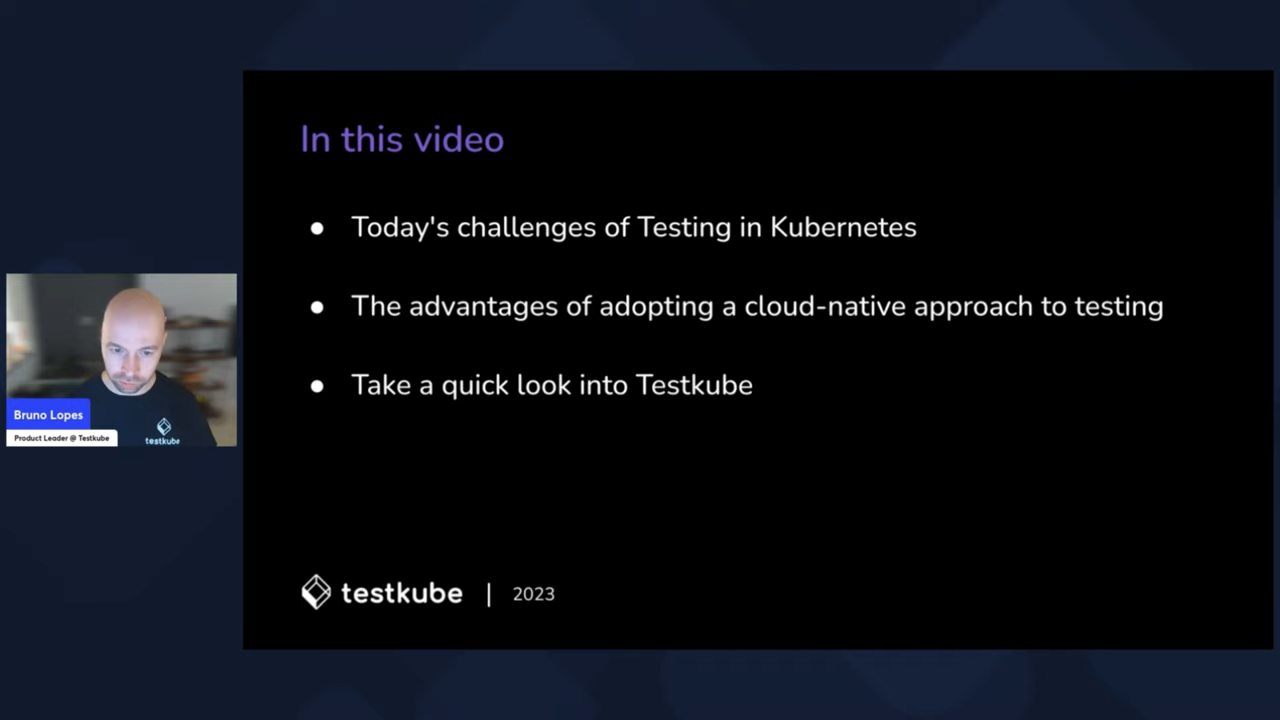 In this video
● Today's challenges of Testing in Kubernetes
● The advantages of adopting a cloud-native approach to testing
● Take a quick look into Testkube
Bruno Lopes
Product Leader @ Testkube
testkube
testkube | 2023